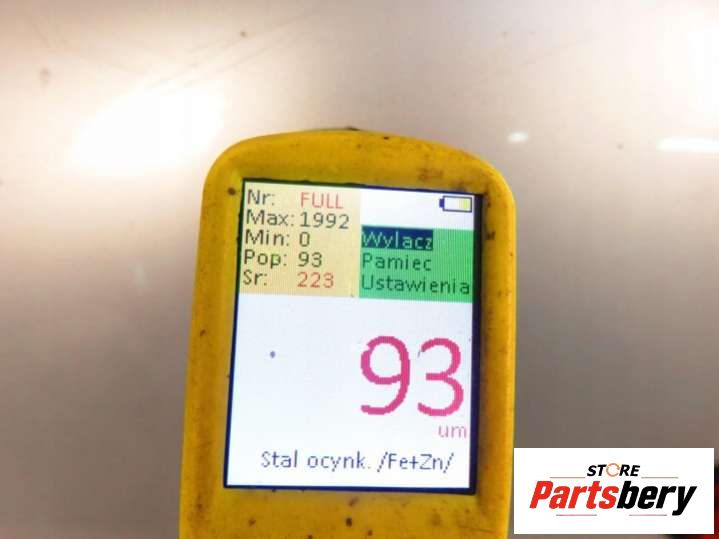 Nr: FULL
Max: 1992
Min: 0
Pop: 93
Sr: 223
Wylacz
Pamiec
Ustawienia
93
um
Stal ocynk. /Fe+Zn/
STORE
Partsbery